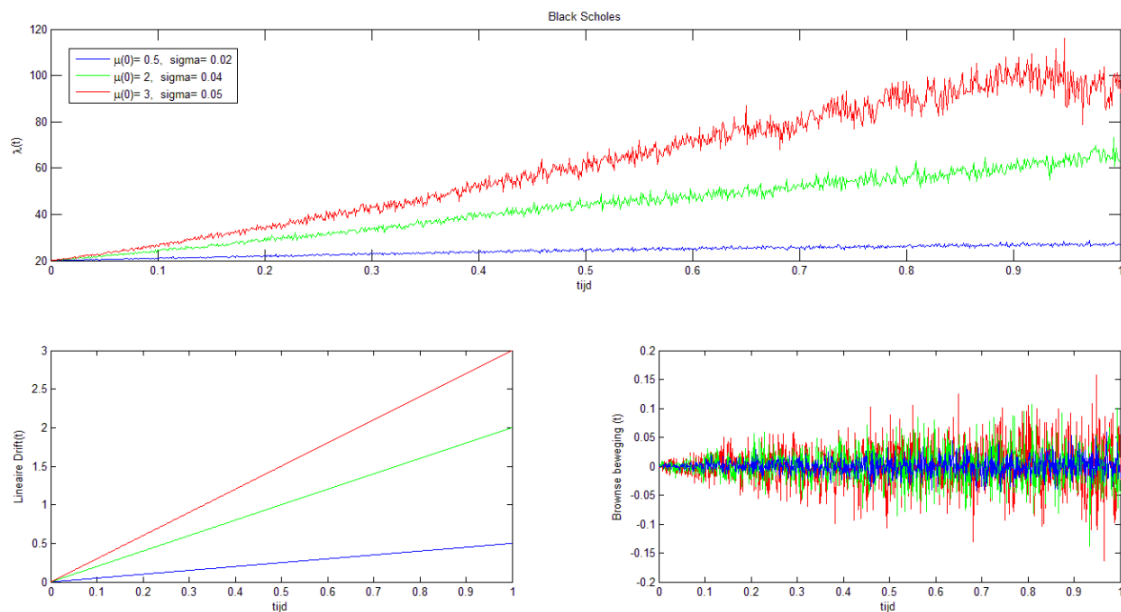 Black Scholes
120
100
80
60
40
20
λ(t)
μ(0)= 0.5, sigma= 0.02
μ(0)= 2, sigma= 0.04
μ(0)= 3, sigma= 0.05
0 0.1 0.2 0.3 0.4 0.5 0.6 0.7 0.8 0.9 1
tijd
3
2.5
2
1.5
1
0.5
0
Lineaire Drift(t)
0 0.1 0.2 0.3 0.4 0.5 0.6 0.7 0.8 0.9 1
tijd
0.2
0.15
0.1
0.05
0
-0.05
-0.1
-0.15
-0.2
Brownse beweging (t)
0 0.1 0.2 0.3 0.4 0.5 0.6 0.7 0.8 0.9 1
tijd